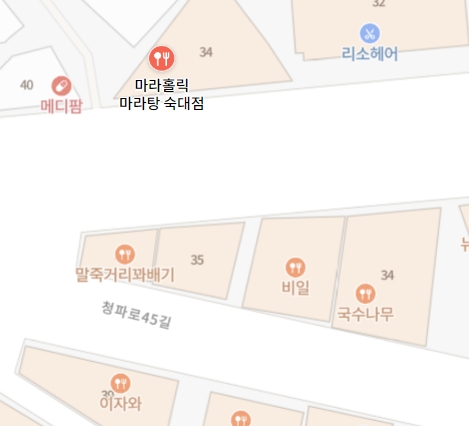 32
34
리소헤어
40
마라홀릭
마라탕 숙대점
메디팜
말죽거리꽈배기
35
비일
34
국수나무
청파로45길
이자와